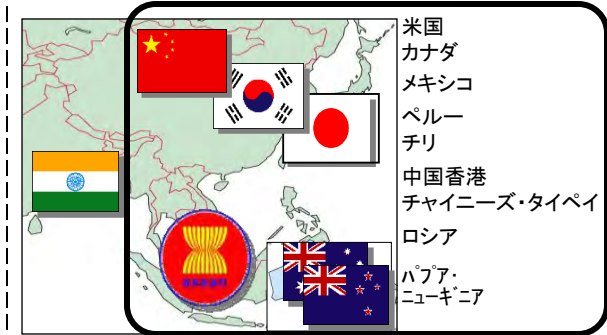 米国
カナダ
メキシコ
ペルー
チリ
中国香港
チャイニーズ・タイペイ
ロシア
パプア・
ニューギニア